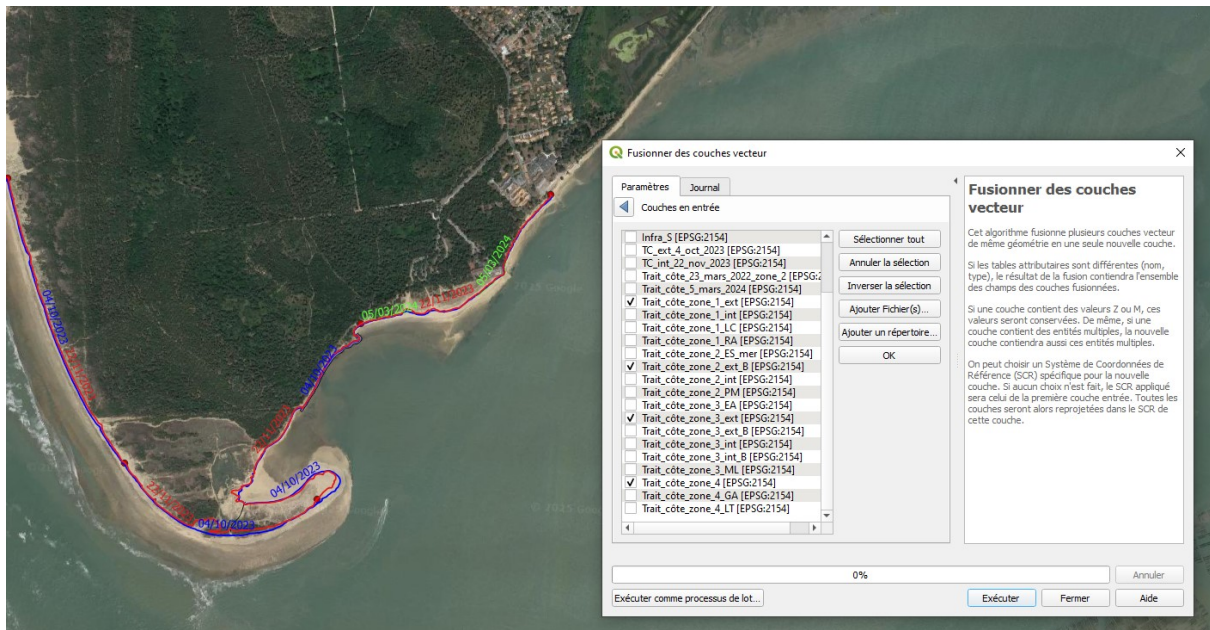 Fusionner des couches vecteur
Paramètres
Journal
Couches en entrée
Infra_S [EPSG:2154]
TC_ext_4_oct_2023 [EPSG:2154]
TC_int_22_nov_2023 [EPSG:2154]
Trait_côte_23_mars_2022_zone_2 [EPSG:2
Trait_côte_5_mars_2024 [EPSG:2154]
Trait_côte_zone_1_ext [EPSG:2154]
Trait_côte_zone_1_int [EPSG:2154]
Trait_côte_zone_1_LC [EPSG:2154]
Trait_côte_zone_1_RA [EPSG:2154]
Trait_côte_zone_2_ES_mer [EPSG:2154]
Trait_côte_zone_2_ext_B [EPSG:2154]
Trait_côte_zone_2_int [EPSG:2154]
Trait_côte_zone_2_PM [EPSG:2154]
Trait_côte_zone_3_EA [EPSG:2154]
Trait_côte_zone_3_ext [EPSG:2154]
Trait_côte_zone_3_ext_B [EPSG:2154]
Trait_côte_zone_3_int [EPSG:2154]
Trait_côte_zone_3_int_B [EPSG:2154]
Trait_côte_zone_3_ML [EPSG:2154]
Trait_côte_zone_4 [EPSG:2154]
Trait_côte_zone_4_GA [EPSG:2154]
Trait_côte_zone_4_LT [EPSG:2154]
Sélectionner tout
Annuler la sélection
Inverser la sélection
Ajouter Fichier(s)...
Ajouter un répertoire...
OK
Fusionner des couches
vecteur
Cet algorithme fusionne plusieurs couches vecteur
de même géométrie en une seule nouvelle couche.
Si les tables attributaires sont différentes (nom,
type), le résultat de la fusion contiendra l'ensemble
des champs des couches fusionnées.
Si une couche contient des valeurs Z ou M, ces
valeurs seront conservées. De même, si une
couche contient des entités multiples, la nouvelle
couche contiendra aussi ces entités multiples.
On peut choisir un Système de Coordonnées de
Référence (SCR) spécifique pour la nouvelle
couche. Si aucun choix n'est fait, le SCR appliqué
sera celui de la première couche entrée. Toutes les
couches seront alors reprojetées dans le SCR de
cette couche.
0%
Annuler
Exécuter comme processus de lot...
Exécuter
Fermer
Aide
04/10/2023
22/11/2023
04/10/2023
04/10/2023
04/10/2023
22/11/2023
05/03/2024